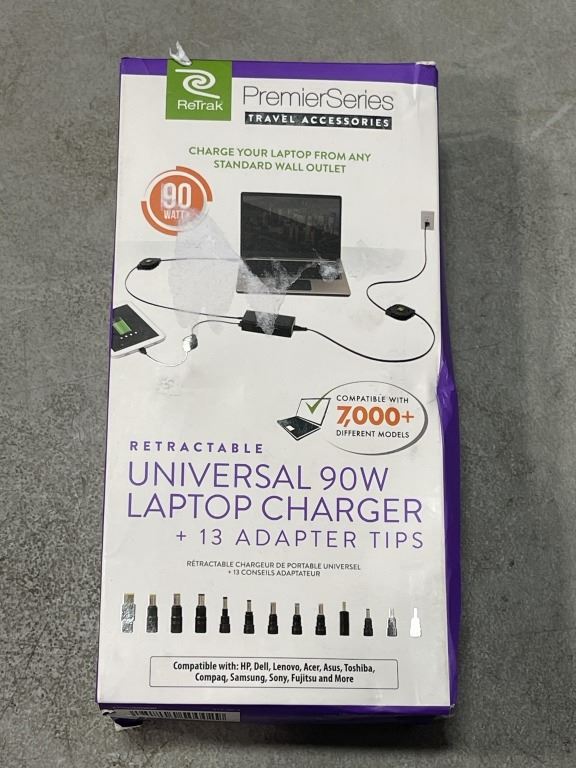 ReTrak
PremierSeries
TRAVEL ACCESSORIES
CHARGE YOUR LAPTOP FROM ANY
STANDARD WALL OUTLET
90
WATT
COMPATIBLE WITH
7,000+
DIFFERENT MODELS
RETRACTABLE
UNIVERSAL 90W
LAPTOP CHARGER
+ 13 ADAPTER TIPS
RÉTRACTABLE CHARGEUR DE PORTABLE UNIVERSEL
+ 13 CONSEILS ADAPTATEUR
Compatible with: HP, Dell, Lenovo, Acer, Asus, Toshiba,
Compaq, Samsung, Sony, Fujitsu and More